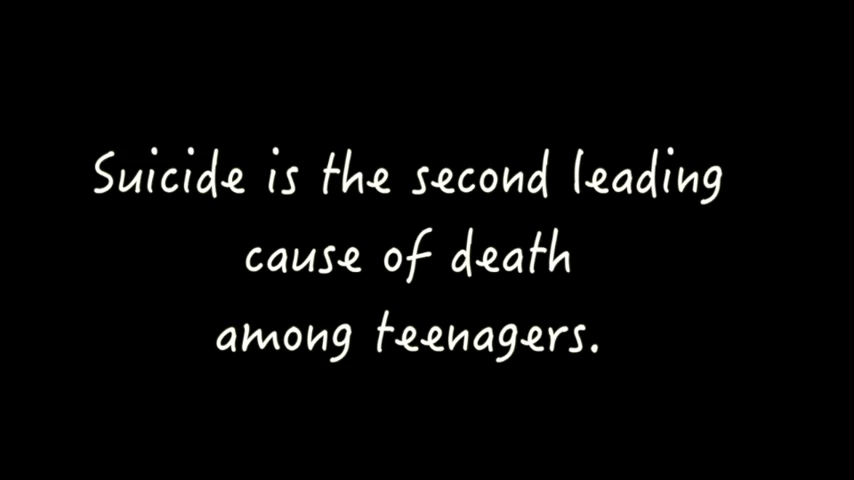 Suicide is the second leading
cause of death
among teenagers.